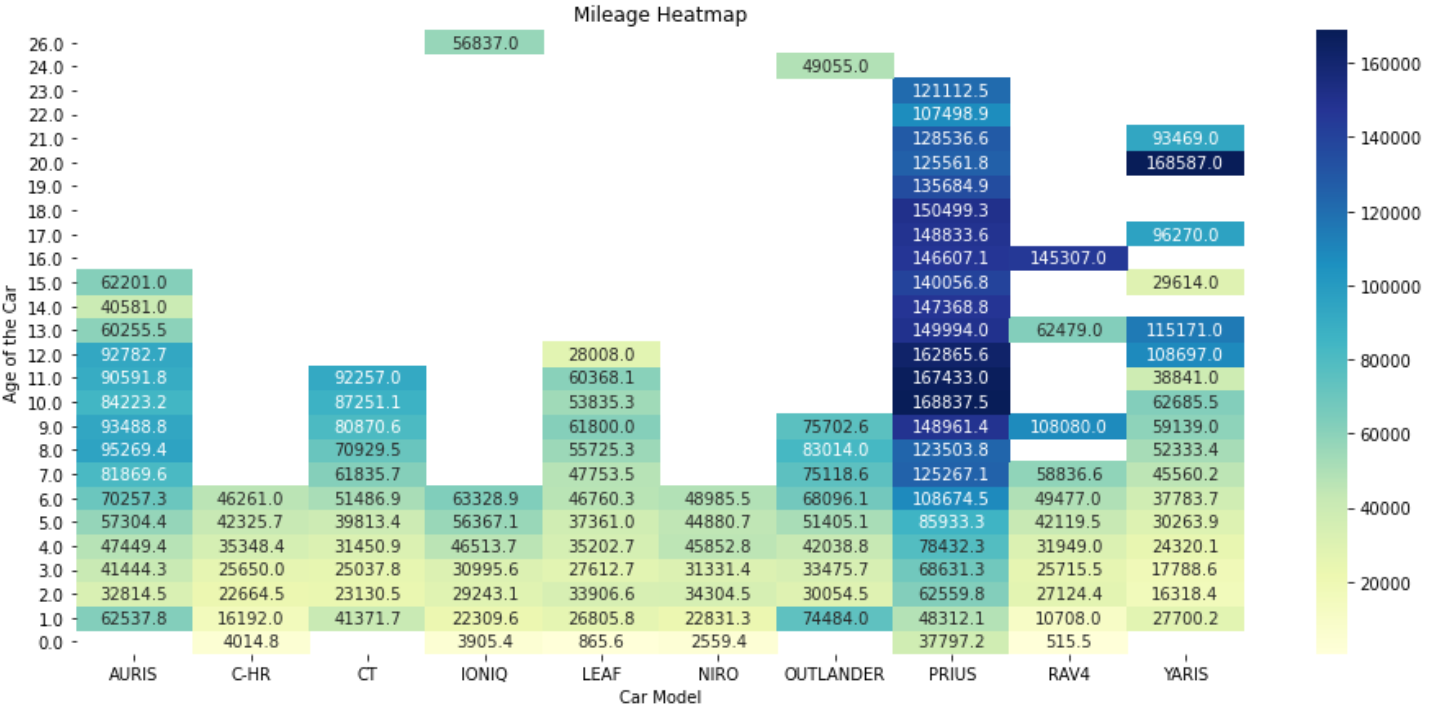 Mileage Heatmap
26.0 56837.0
24.0 49055.0 160000
23.0 121112.5
22.0 107498.9
21.0 128536.6 93469.0 140000
20.0 125561.8 168587.0
19.0 135684.9
18.0 150499.3 120000
17.0 148833.6 96270.0
16.0 146607.1 145307.0
15.0 62201.0 140056.8 29614.0 100000
14.0 40581.0 147368.8
13.0 60255.5 149994.0 62479.0 115171.0
12.0 92782.7 28008.0 162865.6 108697.0 80000
11.0 90591.8 92257.0 60368.1 167433.0 38841.0
10.0 84223.2 87251.1 53835.3 168837.5 62685.5
9.0 93488.8 80870.6 61800.0 75702.6 148961.4 108080.0 59139.0 60000
8.0 95269.4 70929.5 55725.3 83014.0 123503.8 52333.4
7.0 81869.6 61835.7 47753.5 75118.6 125267.1 58836.6 45560.2
6.0 70257.3 46261.0 51486.9 63328.9 46760.3 48985.5 68096.1 108674.5 49477.0 37783.7 40000
5.0 57304.4 42325.7 39813.4 56367.1 37361.0 44880.7 51405.1 85933.3 42119.5 30263.9
4.0 47449.4 35348.4 31450.9 46513.7 35202.7 45852.8 42038.8 78432.3 31949.0 24320.1
3.0 41444.3 25650.0 25037.8 30995.6 27612.7 31331.4 33475.7 68631.3 25715.5 17788.6 20000
2.0 32814.5 22664.5 23130.5 29243.1 33906.6 34304.5 30054.5 62559.8 27124.4 16318.4
1.0 62537.8 16192.0 41371.7 22309.6 26805.8 22831.3 74484.0 48312.1 10708.0 27700.2
0.0 4014.8 3905.4 865.6 2559.4 37797.2 515.5
Age of the Car
AURIS C-HR CT IONIQ LEAF NIRO OUTLANDER PRIUS RAV4 YARIS
Car Model